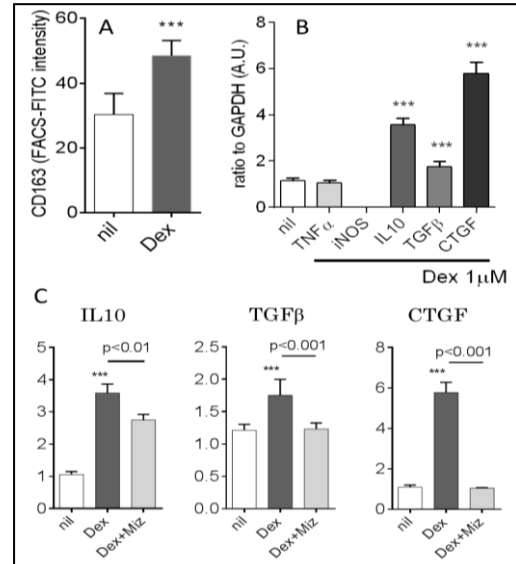 A
***
60
40
20
0
CD163 (FACS-FITC intensity)
nil
Dex
B
***
***
***
8
6
4
2
0
ratio to GAPDH (A.U.)
nil
TNFα
iNOS
IL10
TGFβ
CTGF
Dex 1µM
C
IL10
p<0.01
***
5
4
3
2
1
0
nil
Dex
Dex+Miz
TGFβ
p<0.001
***
2.5
2.0
1.5
1.0
0.5
0.0
nil
Dex
Dex+Miz
CTGF
p<0.001
***
8
6
4
2
0
nil
Dex
Dex+Miz